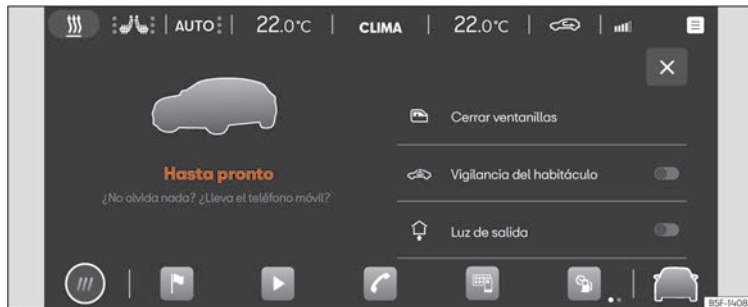 AUTO 22.0°C CLIMA 22.0°C
Cerrar ventanillas
Hasta pronto
¿No olvida nada? ¿Lleva el teléfono móvil?
Vigilancia del habitáculo
Luz de salida
B5F-1408